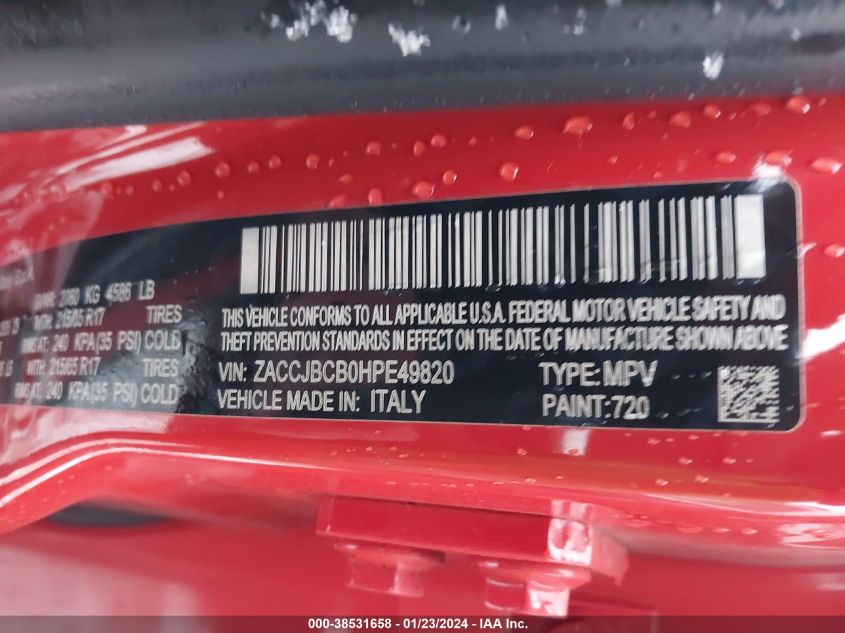 S.p.A.
GVWR: 2080 KG 4586 LB
WITH: 215/65 R17 TIRES
RIMS AT: 240 KPA (35 PSI) COLD
WITH: 215/65 R17 TIRES
RIMS AT: 240 KPA (35 PSI) COLD
THIS VEHICLE CONFORMS TO ALL APPLICABLE U.S.A. FEDERAL MOTOR VEHICLE SAFETY AND
THEFT PREVENTION STANDARDS IN EFFECT ON THE DATE OF MANUFACTURE SHOWN ABOVE
VIN: ZACCJBCB0HPE49820 TYPE: MPV
VEHICLE MADE IN: ITALY PAINT: 720
000-38531658 - 01/23/2024 - IAA Inc.